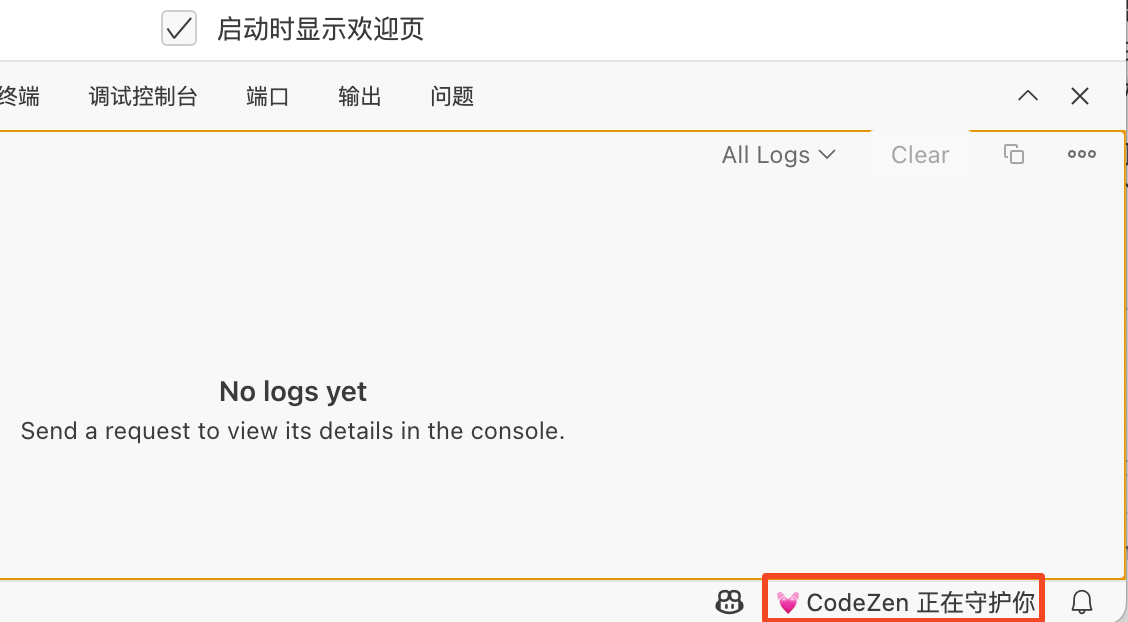 启动时显示欢迎页
终端 调试控制台 端口 输出 问题
All Logs Clear
No logs yet
Send a request to view its details in the console.
CodeZen 正在守护你